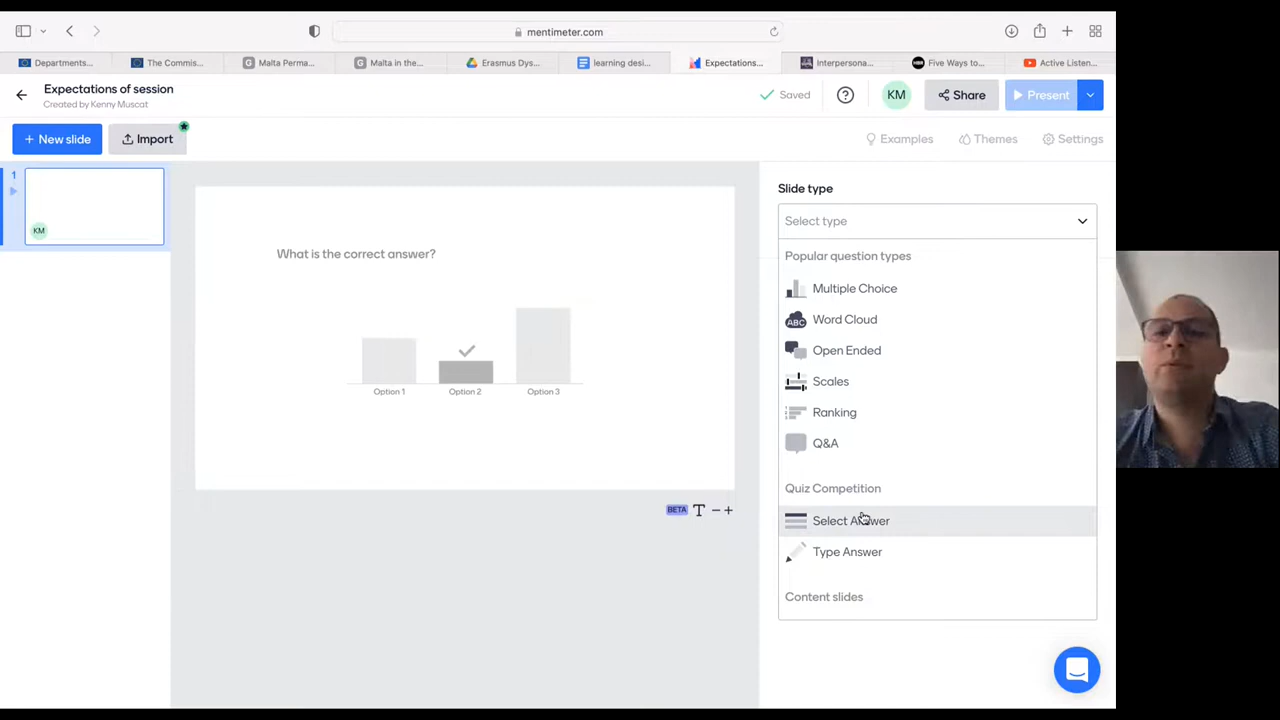 mentimeter.com
Departments...
The Commis...
Malta Perma...
Malta in the...
Erasmus Dys...
learning desi...
Expectations...
Interpersona...
Five Ways to...
Active Listen...
Expectations of session
Created by Kenny Muscat
Saved
?
KM
Share
Present
+ New slide
Import
Examples
Themes
Settings
1
KM
What is the correct answer?
Option 1
Option 2
Option 3
BETA T − +
Slide type
Select type
Popular question types
Multiple Choice
ABC Word Cloud
Open Ended
Scales
Ranking
Q&A
Quiz Competition
Select Answer
Type Answer
Content slides